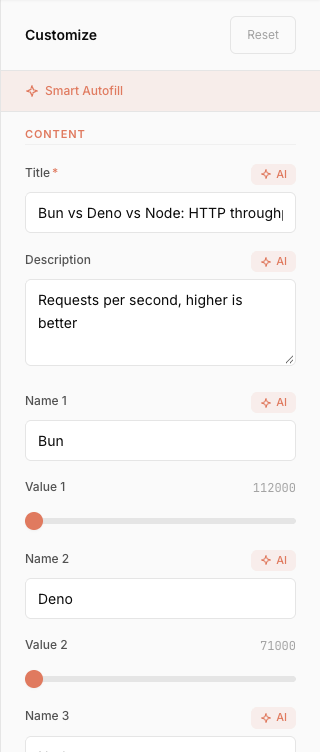 Customize
Reset
Smart Autofill
CONTENT
Title *
AI
Bun vs Deno vs Node: HTTP through
Description
AI
Requests per second, higher is
better
Name 1
AI
Bun
Value 1
112000
Name 2
AI
Deno
Value 2
71000
Name 3
AI